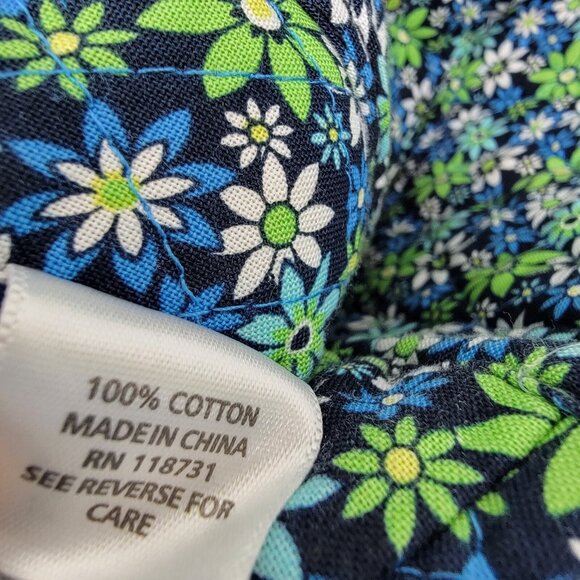 100% COTTON
MADE IN CHINA
RN 118731
SEE REVERSE FOR
CARE